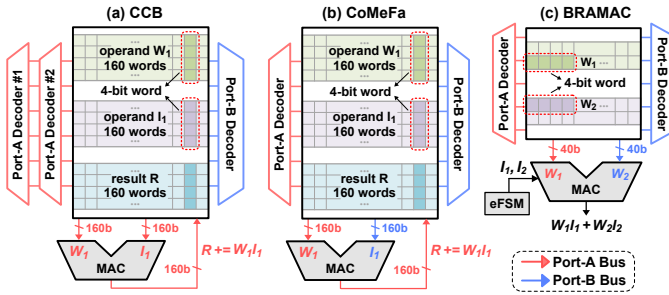 (a) CCB
Port-A Decoder #1
Port-A Decoder #2
...
operand W1
160 words
...
4-bit word
...
operand I1
160 words
...
...
result R
160 words
...
Port-B Decoder
160b
160b
W1
I1
MAC
160b
R += W1I1
(b) CoMeFa
Port-A Decoder
...
operand W1
160 words
...
4-bit word
...
operand I1
160 words
...
...
result R
160 words
...
Port-B Decoder
160b
160b
W1
I1
MAC
160b
R += W1I1
(c) BRAMAC
Port-A Decoder
...
W1
4-bit word
W2
...
Port-B Decoder
40b
40b
I1, I2
W1
W2
MAC
eFSM
W1I1 + W2I2
Port-A Bus
Port-B Bus